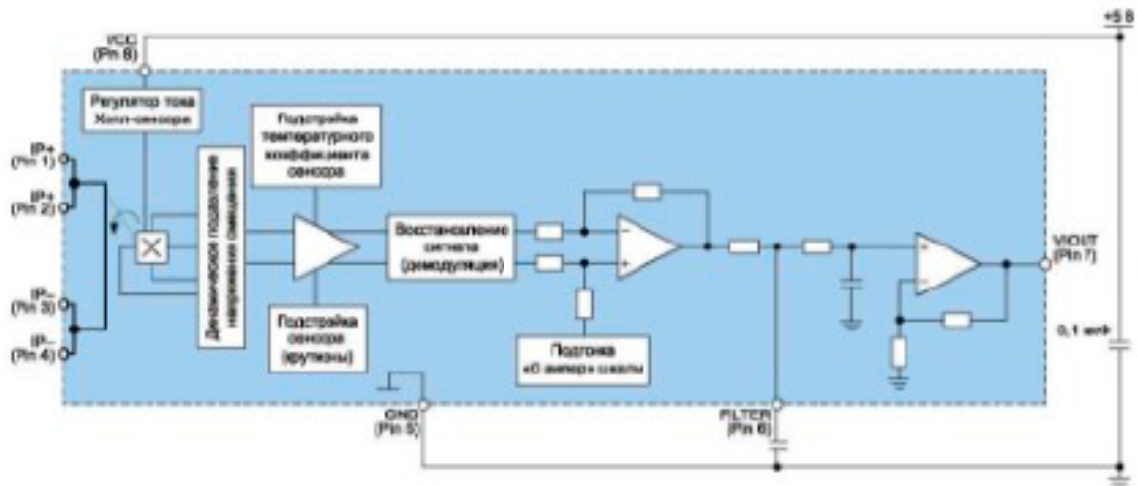 +5 В
VCC
(Pin 8)
Регулятор тока
Холл-сенсора
Подстройка
температурного
коэффициента
сенсора
IP+
(Pin 1)
IP+
(Pin 2)
IP–
(Pin 3)
IP–
(Pin 4)
Динамическое подавление
напряжения смещения
Восстановление
сигнала
(демодуляция)
VIOUT
(Pin 7)
Подстройка
сенсора
(крутизны)
Подгонка
«0 ампер» шкалы
0,1 мкФ
GND
(Pin 5)
FILTER
(Pin 6)